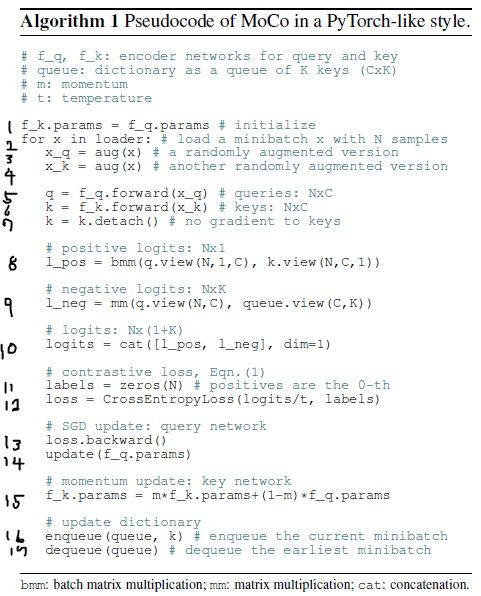 Algorithm 1 Pseudocode of MoCo in a PyTorch-like style.
# f_q, f_k: encoder networks for query and key
# queue: dictionary as a queue of K keys (CxK)
# m: momentum
# t: temperature
1 f_k.params = f_q.params # initialize
2 for x in loader: # load a minibatch x with N samples
3 x_q = aug(x) # a randomly augmented version
4 x_k = aug(x) # another randomly augmented version
5 q = f_q.forward(x_q) # queries: NxC
6 k = f_k.forward(x_k) # keys: NxC
7 k = k.detach() # no gradient to keys
# positive logits: Nx1
8 l_pos = bmm(q.view(N,1,C), k.view(N,C,1))
# negative logits: NxK
9 l_neg = mm(q.view(N,C), queue.view(C,K))
# logits: Nx(1+K)
10 logits = cat([l_pos, l_neg], dim=1)
# contrastive loss, Eqn.(1)
11 labels = zeros(N) # positives are the 0-th
12 loss = CrossEntropyLoss(logits/t, labels)
# SGD update: query network
13 loss.backward()
14 update(f_q.params)
# momentum update: key network
15 f_k.params = m*f_k.params+(1-m)*f_q.params
# update dictionary
16 enqueue(queue, k) # enqueue the current minibatch
17 dequeue(queue) # dequeue the earliest minibatch
bmm: batch matrix multiplication; mm: matrix multiplication; cat: concatenation.